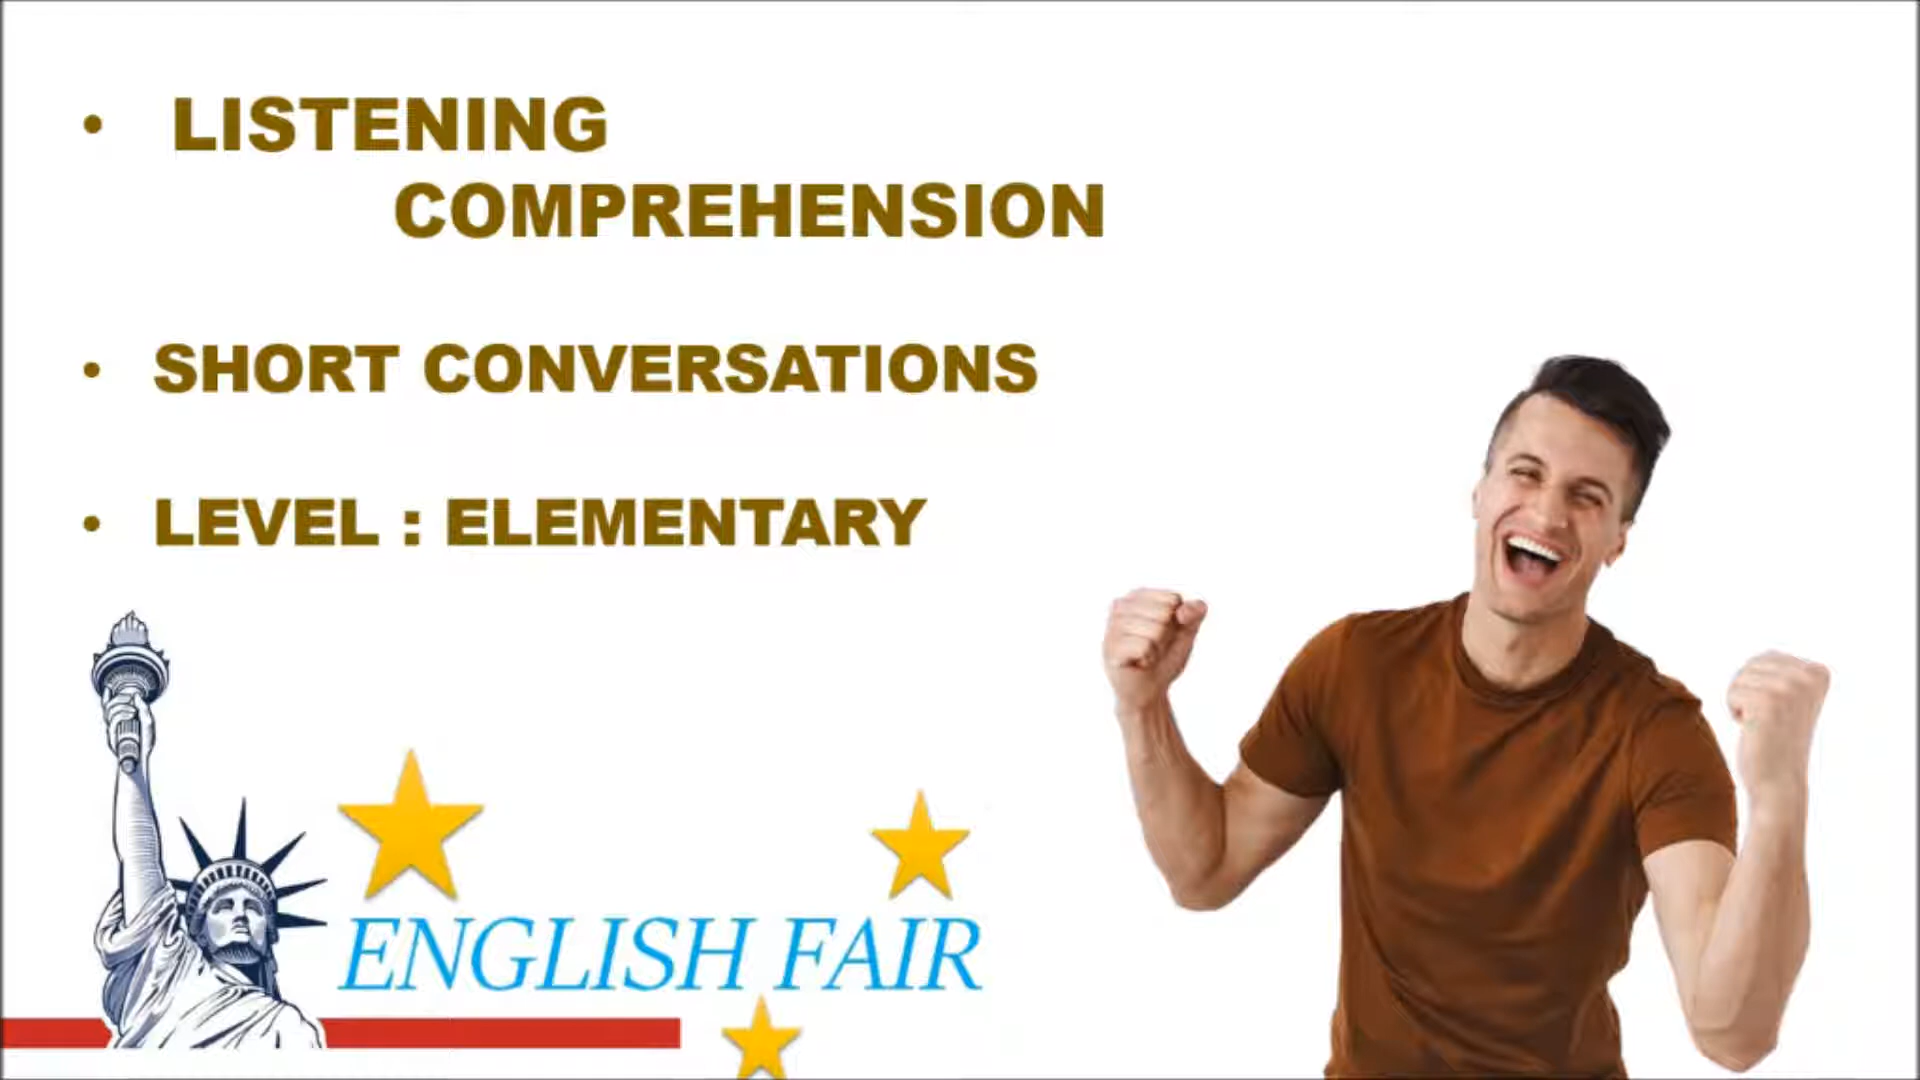 • LISTENING
COMPREHENSION
• SHORT CONVERSATIONS
• LEVEL : ELEMENTARY
ENGLISH FAIR